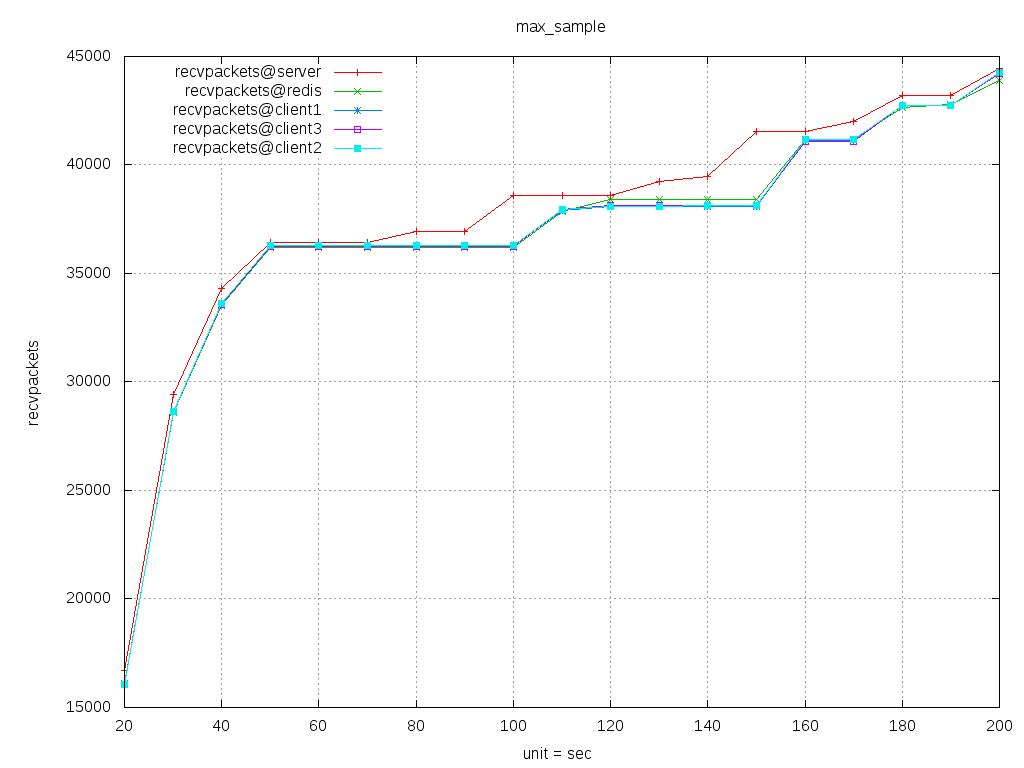 max_sample
45000
40000
35000
30000
25000
20000
15000
recvpackets
recvpackets@server
recvpackets@redis
recvpackets@client1
recvpackets@client3
recvpackets@client2
20 40 60 80 100 120 140 160 180 200
unit = sec